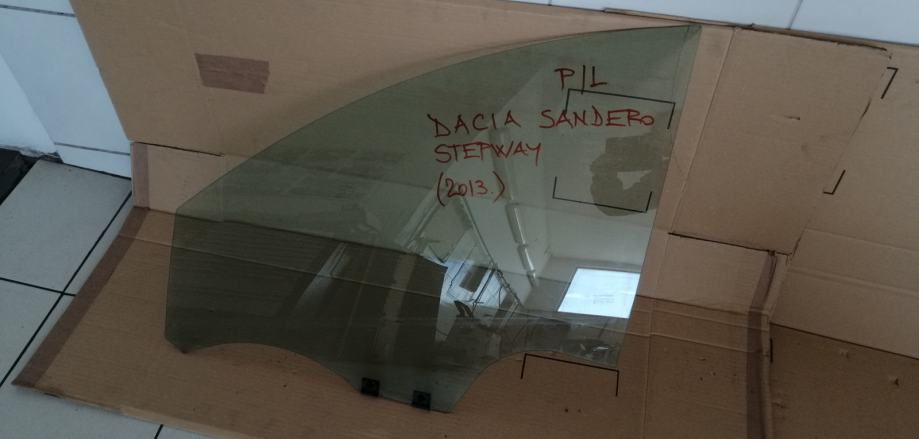 P/L
DACIA SANDERO
STEPWAY
(2013.)